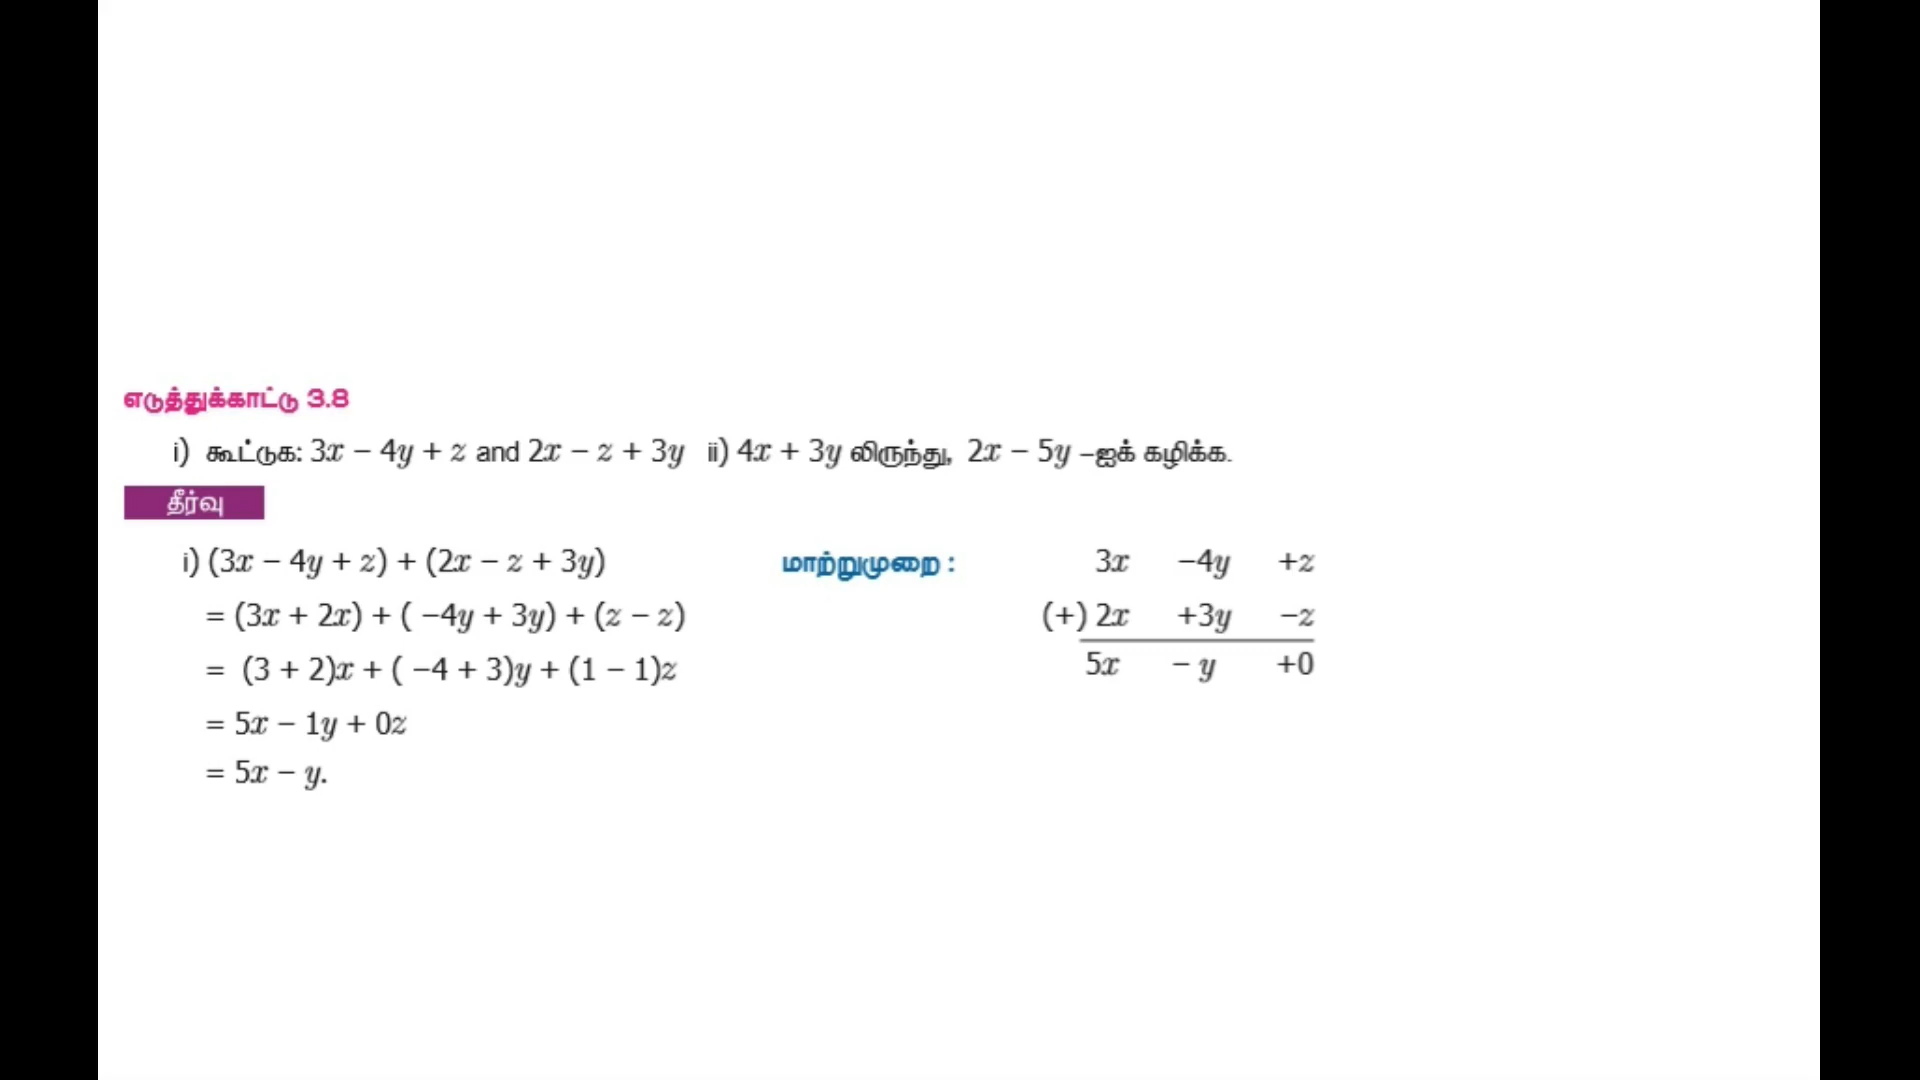 எடுத்துக்காட்டு 3.8
i) கூட்டுக: 3x − 4y + z and 2x − z + 3y ii) 4x + 3y லிருந்து, 2x − 5y −ஐக் கழிக்க.
தீர்வு
i) (3x − 4y + z) + (2x − z + 3y)
= (3x + 2x) + ( −4y + 3y) + (z − z)
= (3 + 2)x + ( −4 + 3)y + (1 − 1)z
= 5x − 1y + 0z
= 5x − y.
மாற்றுமுறை :
3x −4y +z
(+) 2x +3y −z
5x − y +0